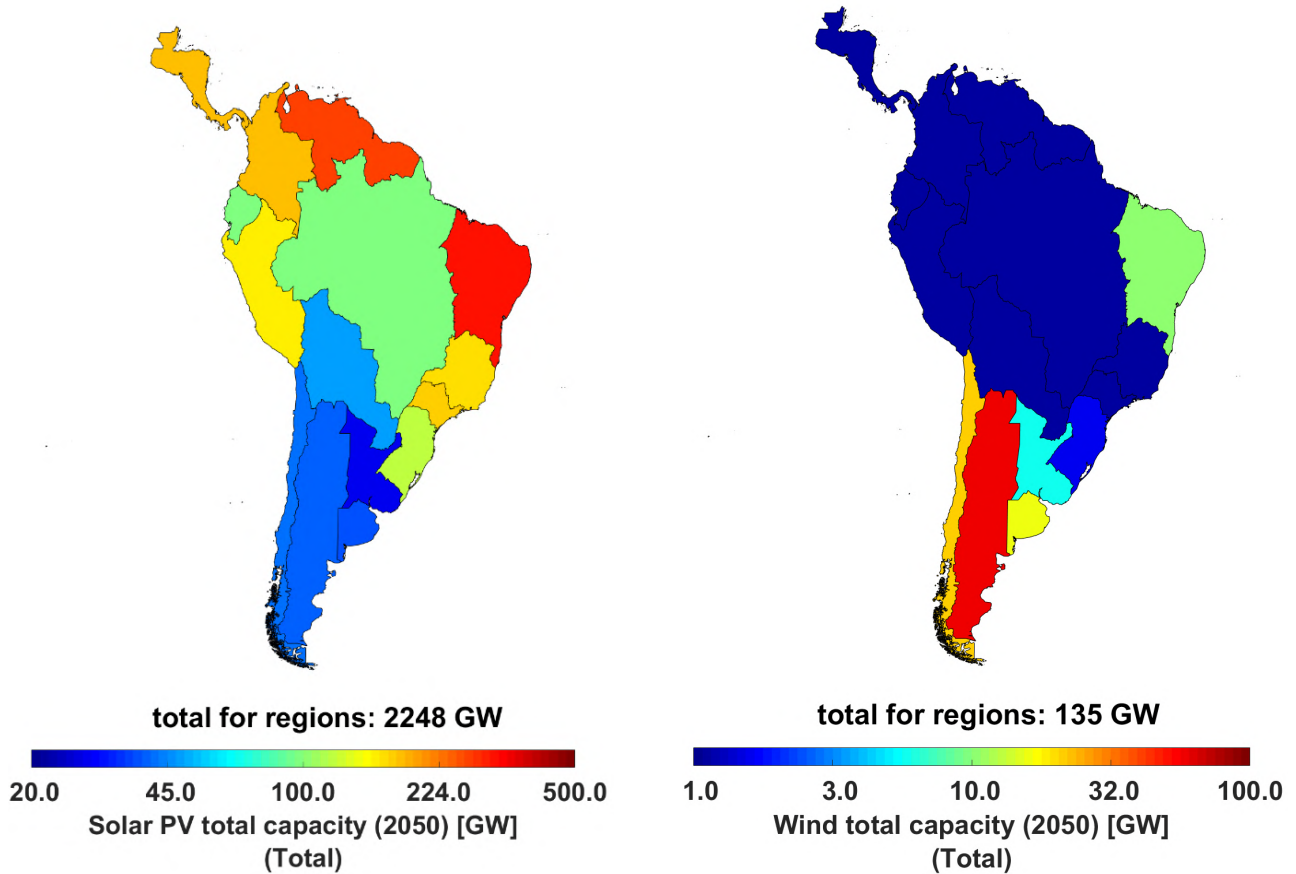 total for regions: 2248 GW
20.0 45.0 100.0 224.0 500.0
Solar PV total capacity (2050) [GW]
(Total)
total for regions: 135 GW
1.0 3.0 10.0 32.0 100.0
Wind total capacity (2050) [GW]
(Total)